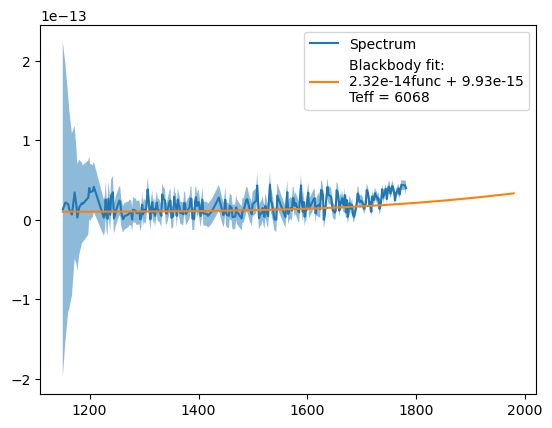 1e−13
Spectrum
Blackbody fit:
2.32e-14func + 9.93e-15
Teff = 6068
2
1
0
−1
−2
1200 1400 1600 1800 2000